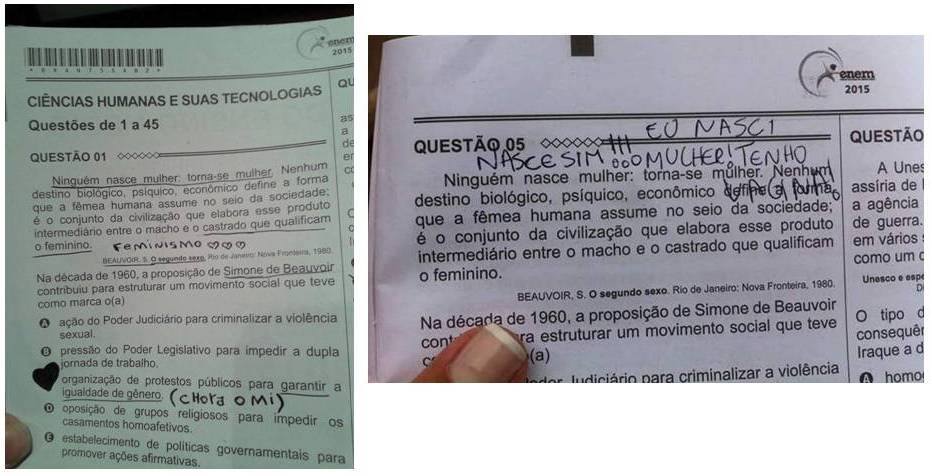 enem
2015
CIÊNCIAS HUMANAS E SUAS TECNOLOGIAS
Questões de 1 a 45
QUESTÃO 01
Ninguém nasce mulher: torna-se mulher. Nenhum
destino biológico, psíquico, econômico define a forma
que a fêmea humana assume no seio da sociedade;
é o conjunto da civilização que elabora esse produto
intermediário entre o macho e o castrado que qualificam
o feminino. FEMINISMO ♡♡♡
BEAUVOIR, S. O segundo sexo. Rio de Janeiro: Nova Fronteira, 1980.
Na década de 1960, a proposição de Simone de Beauvoir
contribuiu para estruturar um movimento social que teve
como marca o(a)
A ação do Poder Judiciário para criminalizar a violência
sexual.
B pressão do Poder Legislativo para impedir a dupla
jornada de trabalho.
organização de protestos públicos para garantir a
igualdade de gênero. (CHOrA O Mi)
D oposição de grupos religiosos para impedir os
casamentos homoafetivos.
E estabelecimento de políticas governamentais para
promover ações afirmativas.
QU
as
a
de
er
enem
2015
EU NASCI
QUESTÃO 05
NASCE SIM!!! ... MULHER! TENHO
Ninguém nasce mulher: torna-se mulher. Nenhum
destino biológico, psíquico, econômico define a forma
que a fêmea humana assume no seio da sociedade;
é o conjunto da civilização que elabora esse produto
intermediário entre o macho e o castrado que qualificam
o feminino.
BEAUVOIR, S. O segundo sexo. Rio de Janeiro: Nova Fronteira, 1980.
Na década de 1960, a proposição de Simone de Beauvoir
ra estruturar um movimento social que teve
(a)
Judiciário para criminalizar a violência
QUESTÃO
A Unes
assíria de
a agência
de guerra.
em vários
como um
Unesco e espe
O tipo d
consequê
Iraque a d
A homo